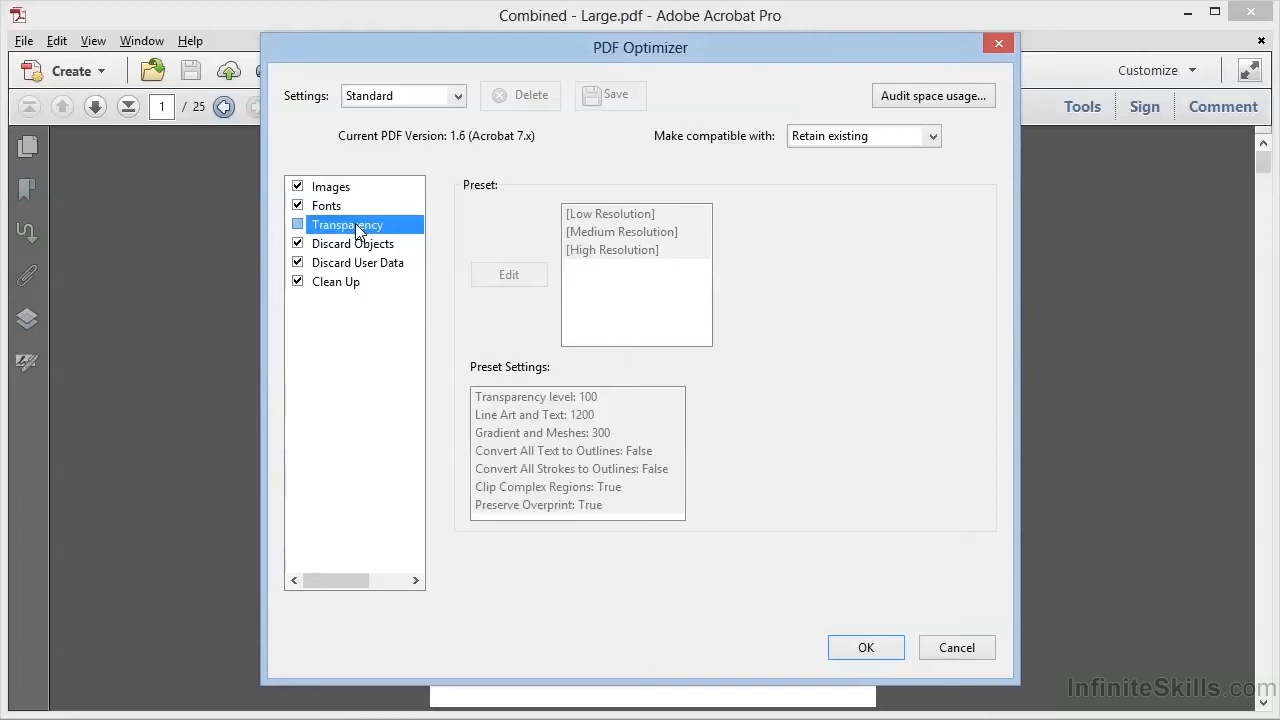 Combined - Large.pdf - Adobe Acrobat Pro
File Edit View Window Help
PDF Optimizer
Create
Customize
Settings: Standard Delete Save Audit space usage...
1 / 25
Tools Sign Comment
Current PDF Version: 1.6 (Acrobat 7.x) Make compatible with: Retain existing
Images
Fonts
Transparency
Discard Objects
Discard User Data
Clean Up
Preset:
[Low Resolution]
[Medium Resolution]
[High Resolution]
Edit
Preset Settings:
Transparency level: 100
Line Art and Text: 1200
Gradient and Meshes: 300
Convert All Text to Outlines: False
Convert All Strokes to Outlines: False
Clip Complex Regions: True
Preserve Overprint: True
OK Cancel
InfiniteSkills.com